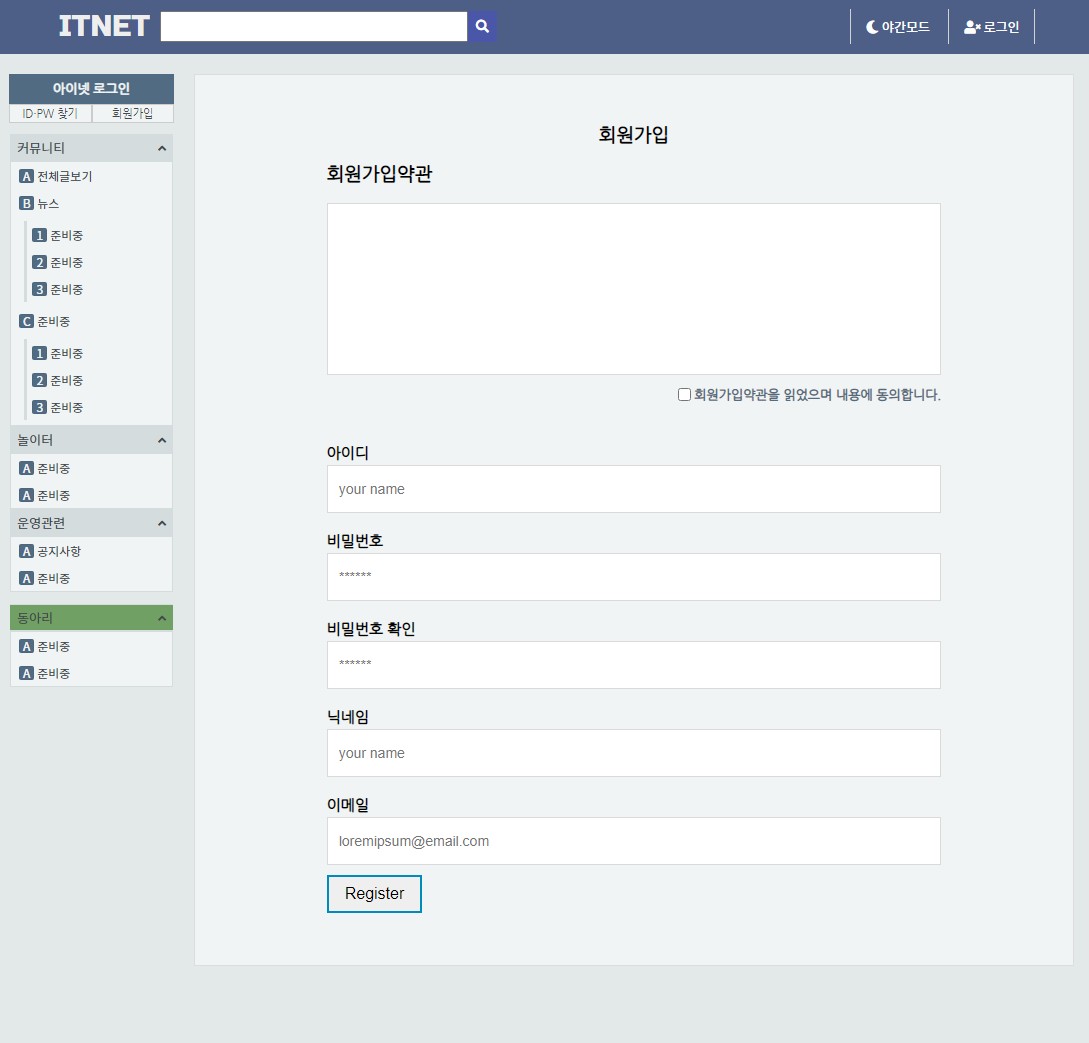 ITNET
야간모드
로그인
아이넷 로그인
ID·PW 찾기
회원가입
커뮤니티
A 전체글보기
B 뉴스
1 준비중
2 준비중
3 준비중
C 준비중
1 준비중
2 준비중
3 준비중
놀이터
A 준비중
A 준비중
운영관련
A 공지사항
A 준비중
동아리
A 준비중
A 준비중
회원가입
회원가입약관
회원가입약관을 읽었으며 내용에 동의합니다.
아이디
your name
비밀번호
******
비밀번호 확인
******
닉네임
your name
이메일
loremipsum@email.com
Register